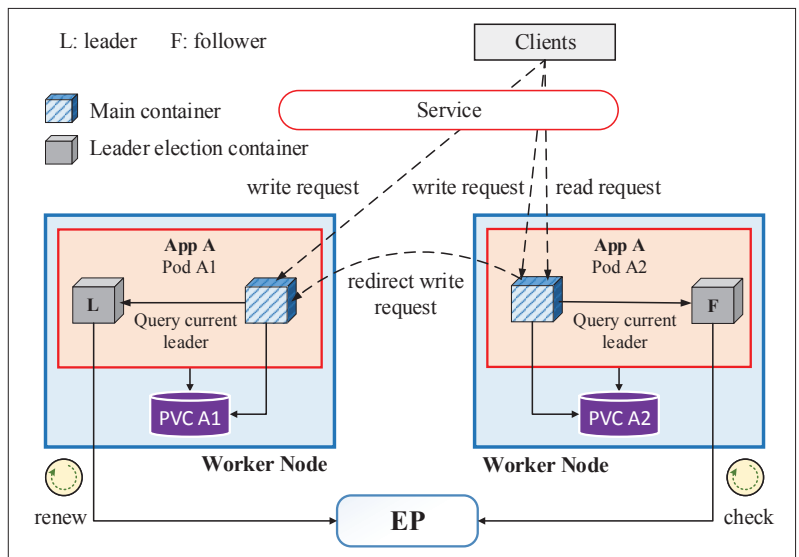 L: leader F: follower
Clients
Main container
Service
Leader election container
write request
write request
read request
App A
Pod A1
App A
Pod A2
L
redirect write
request
F
Query current
leader
Query current
leader
PVC A1
PVC A2
Worker Node
Worker Node
renew
EP
check